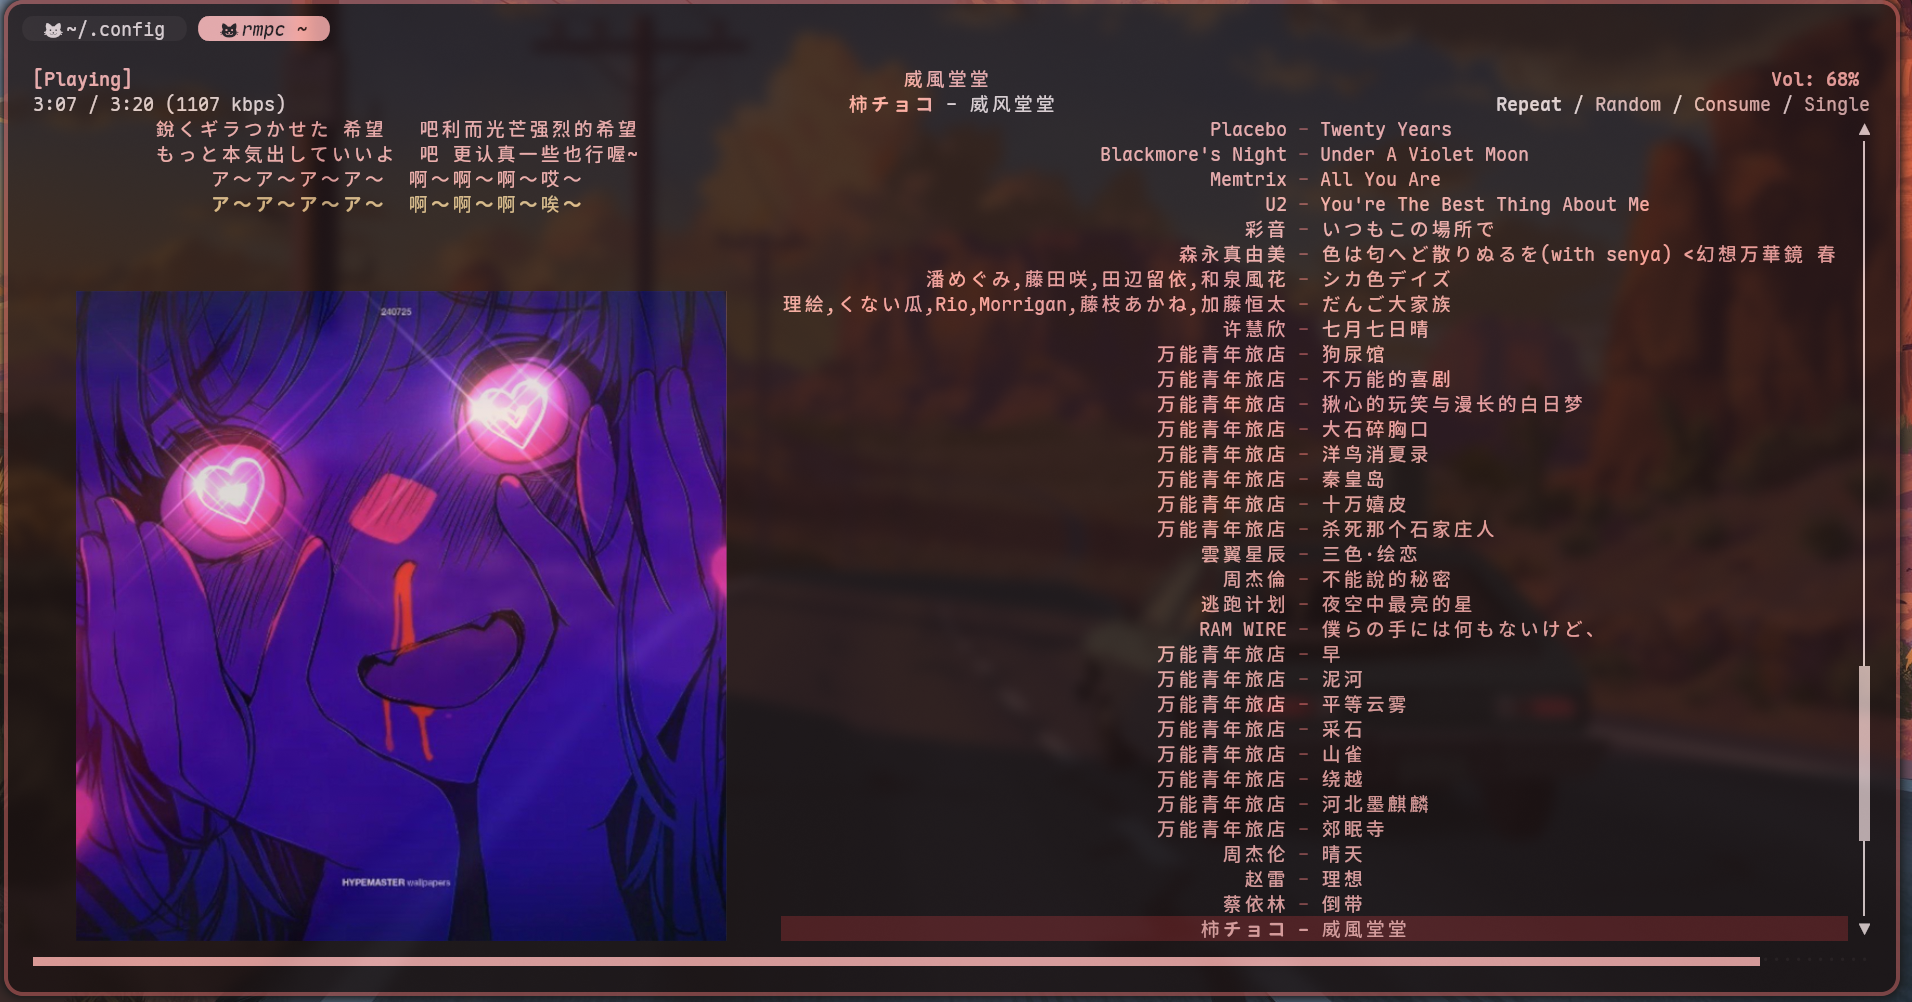 ~/.config
rmpc ~
[Playing]
威風堂堂
Vol: 68%
3:07 / 3:20 (1107 kbps)
柿チョコ - 威风堂堂
Repeat / Random / Consume / Single
鋭くギラつかせた 希望 吧利而光芒强烈的希望
もっと本気出していいよ 吧 更认真一些也行喔~
ア～ア～ア～ア～ 啊～啊～啊～哎～
ア～ア～ア～ア～ 啊～啊～啊～唉～
240725
HYPEMASTER wallpapers
Placebo - Twenty Years
Blackmore's Night - Under A Violet Moon
Memtrix - All You Are
U2 - You're The Best Thing About Me
彩音 - いつもこの場所で
森永真由美 - 色は匂へど散りぬるを(with senya) <幻想万華鏡 春
潘めぐみ,藤田咲,田辺留依,和泉風花 - シカ色デイズ
理絵,くない瓜,Rio,Morrigan,藤枝あかね,加藤恒太 - だんご大家族
许慧欣 - 七月七日晴
万能青年旅店 - 狗尿馆
万能青年旅店 - 不万能的喜剧
万能青年旅店 - 揪心的玩笑与漫长的白日梦
万能青年旅店 - 大石碎胸口
万能青年旅店 - 洋鸟消夏录
万能青年旅店 - 秦皇岛
万能青年旅店 - 十万嬉皮
万能青年旅店 - 杀死那个石家庄人
雲翼星辰 - 三色·绘恋
周杰倫 - 不能說的秘密
逃跑计划 - 夜空中最亮的星
RAM WIRE - 僕らの手には何もないけど、
万能青年旅店 - 早
万能青年旅店 - 泥河
万能青年旅店 - 平等云雾
万能青年旅店 - 采石
万能青年旅店 - 山雀
万能青年旅店 - 绕越
万能青年旅店 - 河北墨麒麟
万能青年旅店 - 郊眠寺
周杰伦 - 晴天
赵雷 - 理想
蔡依林 - 倒带
柿チョコ - 威風堂堂